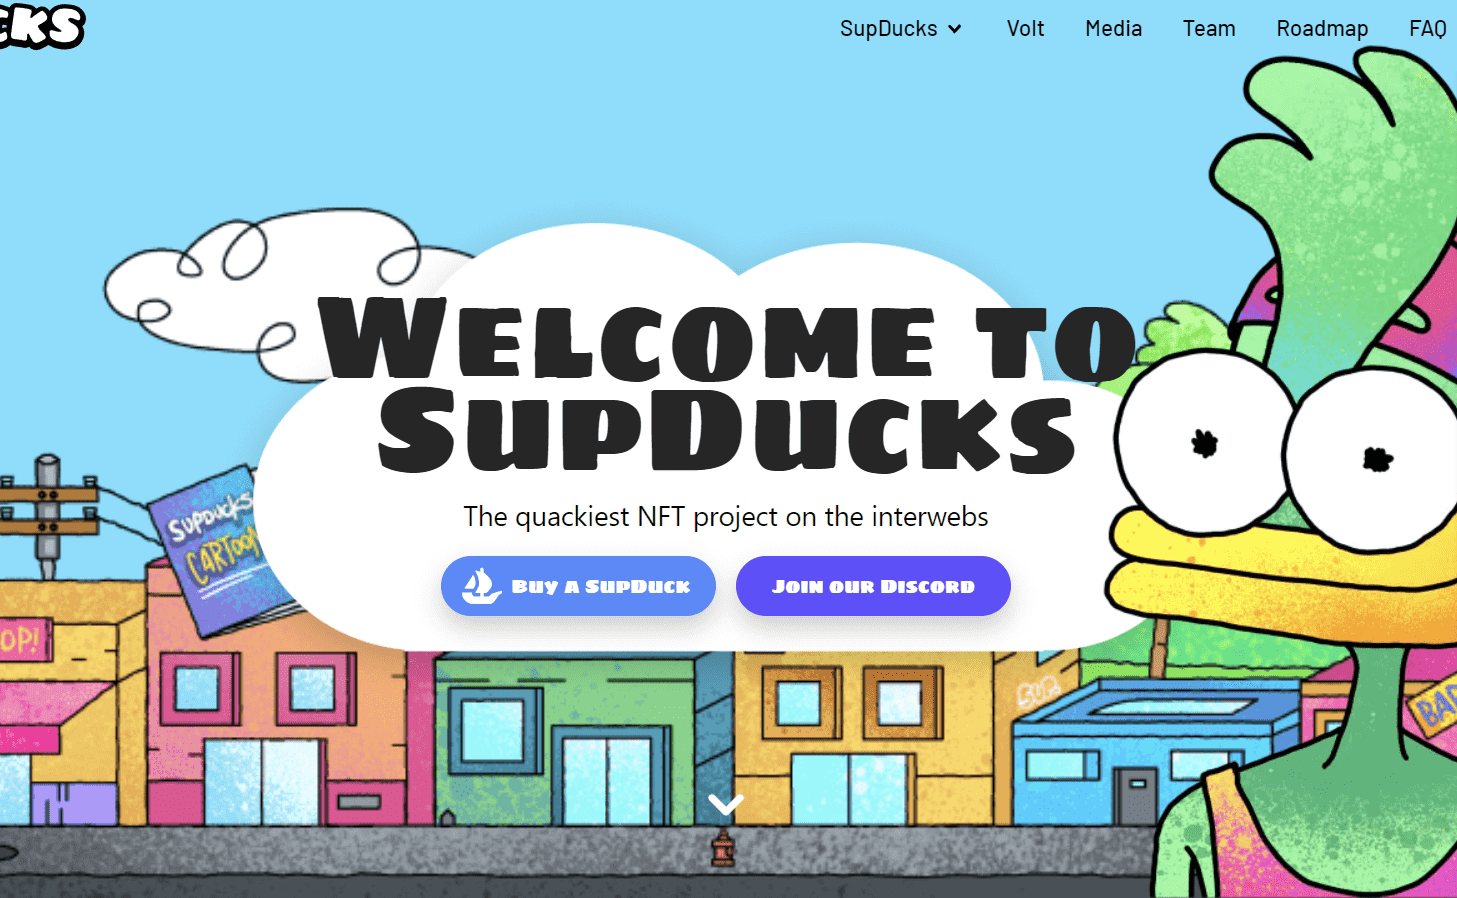 CKS
SupDucks
Volt
Media
Team
Roadmap
FAQ
Welcome to
SupDucks
The quackiest NFT project on the interwebs
Buy a SupDuck
Join our Discord
SUPDUCKS
CARTOON
OP!
SUP.
BAR